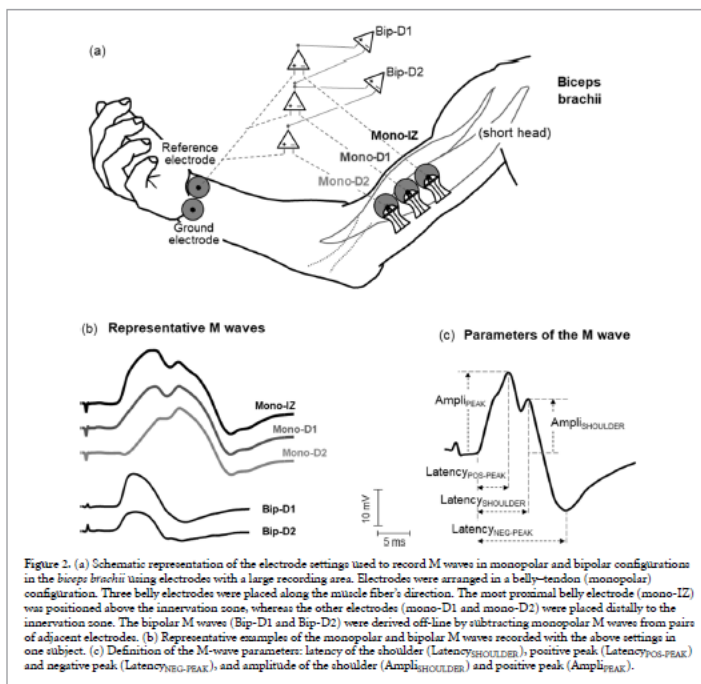 (a)
Bip-D1
Bip-D2
Biceps
brachii
Mono-IZ
(short head)
Reference
electrode
Mono-D1
Mono-D2
Ground
electrode
(b) Representative M waves
Mono-IZ
Mono-D1
Mono-D2
Bip-D1
Bip-D2
10 mV
5 ms
(c) Parameters of the M wave
AmpliPEAK
AmpliSHOULDER
LatencyPOS-PEAK
LatencySHOULDER
LatencyNEG-PEAK
Figure 2. (a) Schematic representation of the electrode settings used to record M waves in monopolar and bipolar configurations
in the biceps brachii using electrodes with a large recording area. Electrodes were arranged in a belly–tendon (monopolar)
configuration. Three belly electrodes were placed along the muscle fiber's direction. The most proximal belly electrode (mono-IZ)
was positioned above the innervation zone, whereas the other electrodes (mono-D1 and mono-D2) were placed distally to the
innervation zone. The bipolar M waves (Bip-D1 and Bip-D2) were derived off-line by subtracting monopolar M waves from pairs
of adjacent electrodes. (b) Representative examples of the monopolar and bipolar M waves recorded with the above settings in
one subject. (c) Definition of the M-wave parameters: latency of the shoulder (LatencySHOULDER), positive peak (LatencyPOS-PEAK)
and negative peak (LatencyNEG-PEAK), and amplitude of the shoulder (AmpliSHOULDER) and positive peak (AmpliPEAK).